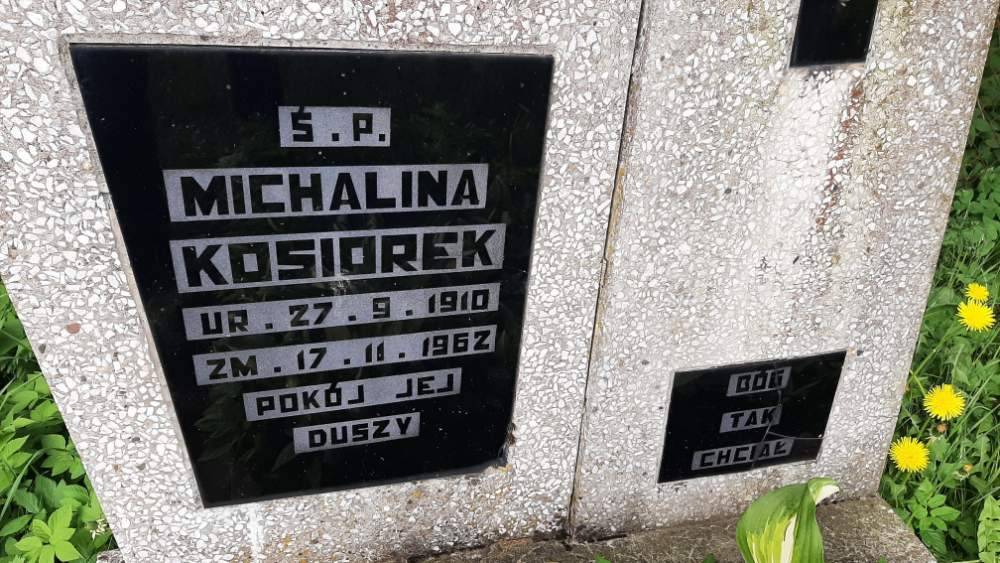 Ś.P.
MICHALINA
KOSIOREK
UR. 27. 9. 1910
ZM. 17. 11. 1962
POKÓJ JEJ
DUSZY
BÓG
TAK
CHCIAŁ